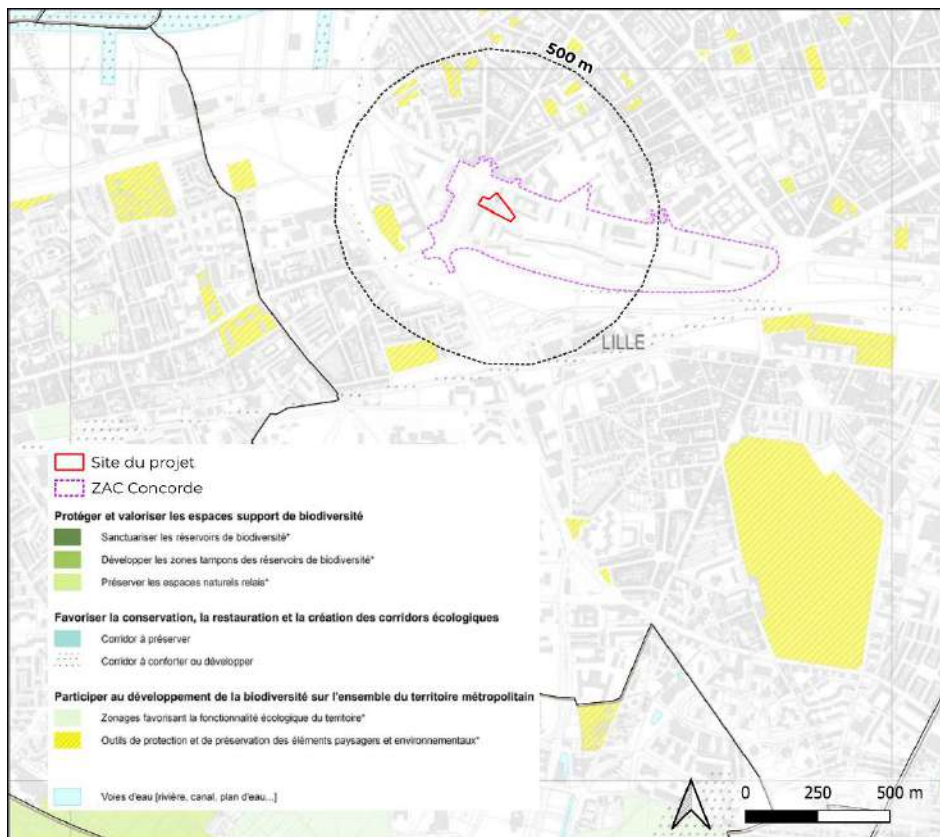 500 m
LILLE
Site du projet
ZAC Concorde
Protéger et valoriser les espaces support de biodiversité
Sanctuariser les réservoirs de biodiversité*
Développer les zones tampons des réservoirs de biodiversité*
Préserver les espaces naturels relais*
Favoriser la conservation, la restauration et la création des corridors écologiques
Corridor à préserver
Corridor à conforter ou développer
Participer au développement de la biodiversité sur l'ensemble du territoire métropolitain
Zonages favorisant la fonctionnalité écologique du territoire*
Outils de protection et de préservation des éléments paysagers et environnementaux*
Voies d'eau [rivière, canal, plan d'eau...]
0 250 500 m